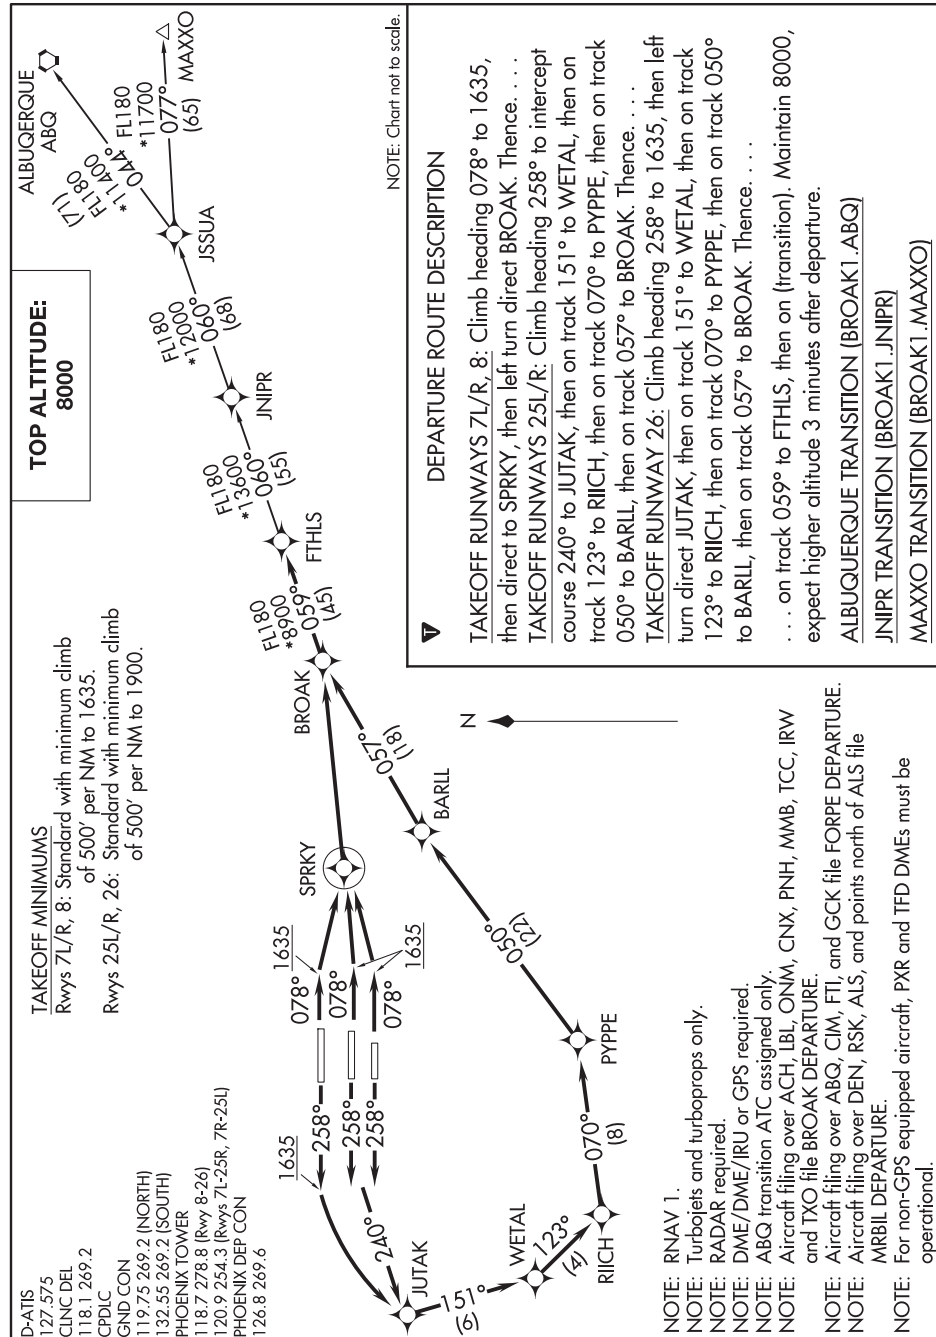 D-ATIS
127.575
CLNC DEL
118.1 269.2
CPDLC
GND CON
119.75 269.2 (NORTH)
132.55 269.2 (SOUTH)
PHOENIX TOWER
118.7 278.8 (Rwy 8-26)
120.9 254.3 (Rwys 7L-25R, 7R-25L)
PHOENIX DEP CON
126.8 269.6
TAKEOFF MINIMUMS
Rwys 7L/R, 8: Standard with minimum climb
of 500' per NM to 1635.
Rwys 25L/R, 26: Standard with minimum climb
of 500' per NM to 1900.
TOP ALTITUDE:
8000
ALBUQERQUE
ABQ
(71)
FL180
*11400
044°
FL180
*11700
077°
(65)
MAXXO
JSSUA
FL180
*12000
060°
(68)
JNIPR
FL180
*13600
060°
(55)
FTHLS
FL180
*8900
059°
(45)
BROAK
SPRKY
1635
078°
078°
078°
1635
1635
258°
258°
258°
240°
JUTAK
151°
(6)
WETAL
123°
(4)
RIICH
070°
(8)
PYPPE
050°
(22)
BARLL
057°
(18)
N
NOTE: Chart not to scale.
NOTE: RNAV 1.
NOTE: Turbojets and turboprops only.
NOTE: RADAR required.
NOTE: DME/DME/IRU or GPS required.
NOTE: ABQ transition ATC assigned only.
NOTE: Aircraft filing over ACH, LBL, ONM, CNX, PNH, MMB, TCC, IRW
and TXO file BROAK DEPARTURE.
NOTE: Aircraft filing over ABQ, CIM, FTI, and GCK file FORPE DEPARTURE.
NOTE: Aircraft filing over DEN, RSK, ALS, and points north of ALS file
MRBIL DEPARTURE.
NOTE: For non-GPS equipped aircraft, PXR and TFD DMEs must be
operational.
T
DEPARTURE ROUTE DESCRIPTION
TAKEOFF RUNWAYS 7L/R, 8: Climb heading 078° to 1635,
then direct to SPRKY, then left turn direct BROAK. Thence. . . .
TAKEOFF RUNWAYS 25L/R: Climb heading 258° to intercept
course 240° to JUTAK, then on track 151° to WETAL, then on
track 123° to RIICH, then on track 070° to PYPPE, then on track
050° to BARLL, then on track 057° to BROAK. Thence. . . .
TAKEOFF RUNWAY 26: Climb heading 258° to 1635, then left
turn direct JUTAK, then on track 151° to WETAL, then on track
123° to RIICH, then on track 070° to PYPPE, then on track 050°
to BARLL, then on track 057° to BROAK. Thence. . . .
. . . on track 059° to FTHLS, then on (transition). Maintain 8000,
expect higher altitude 3 minutes after departure.
ALBUQUERQUE TRANSITION (BROAK1.ABQ)
JNIPR TRANSITION (BROAK1.JNIPR)
MAXXO TRANSITION (BROAK1.MAXXO)